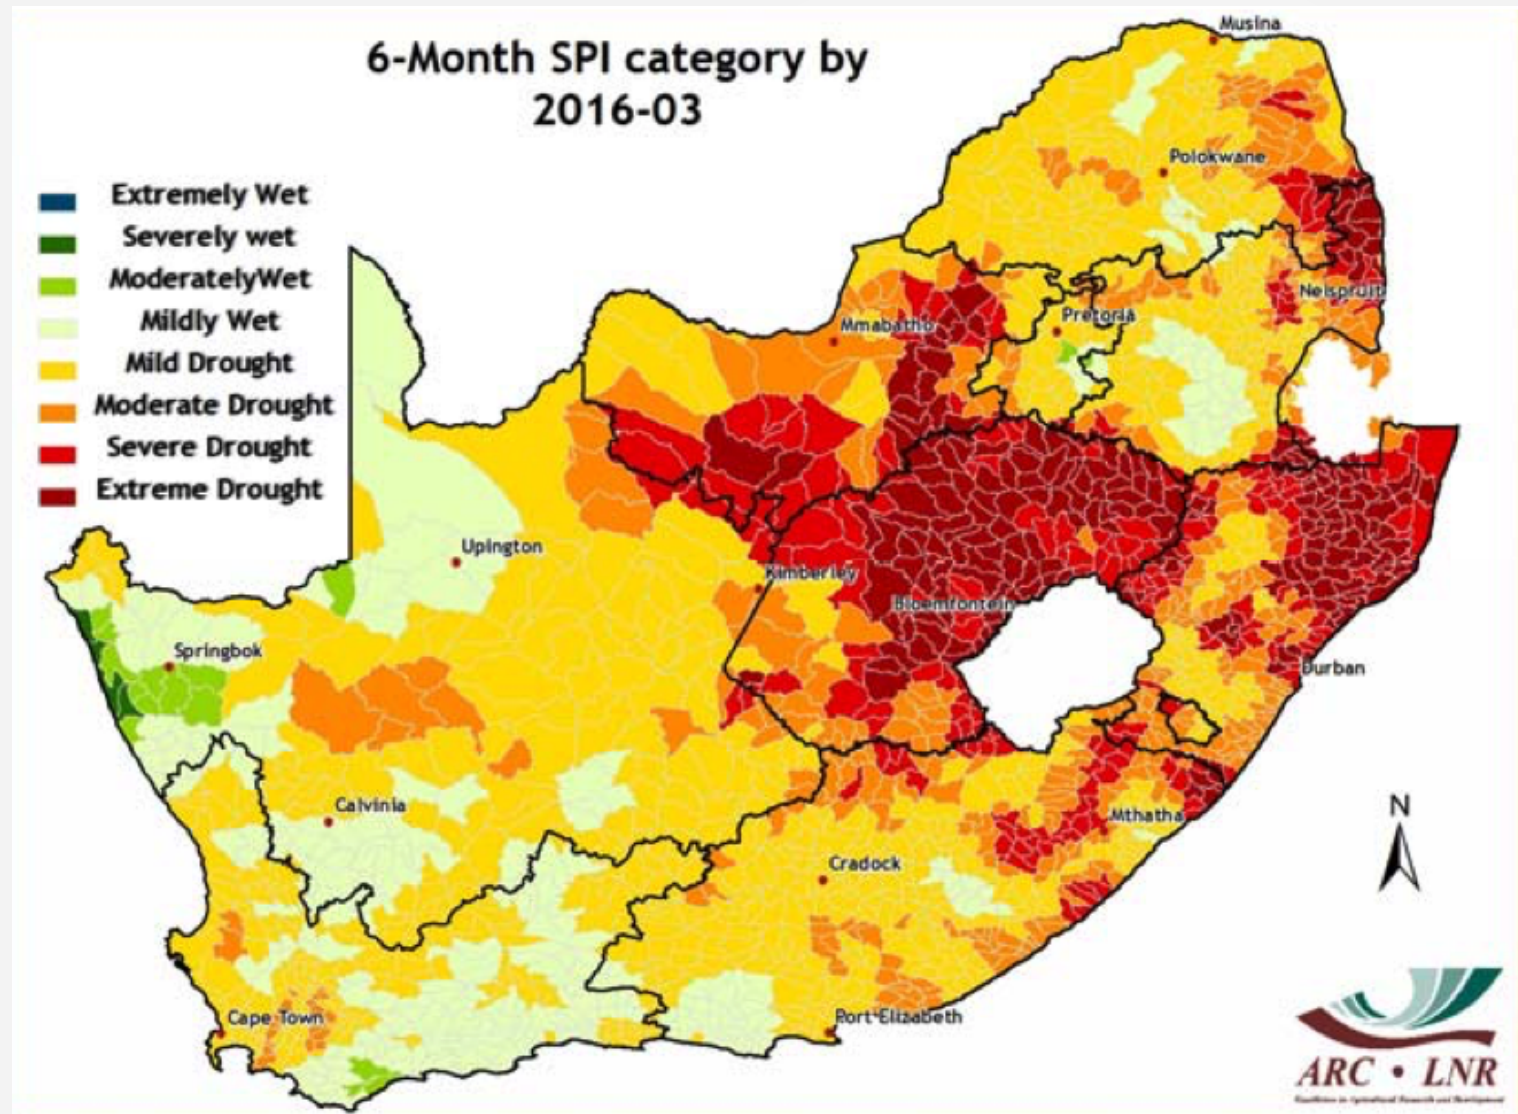 6-Month SPI category by
2016-03
Extremely Wet
Severely wet
ModeratelyWet
Mildly Wet
Mild Drought
Moderate Drought
Severe Drought
Extreme Drought
Musina
Polokwane
Nelspruit
Pretoria
Mmabatho
Upington
Kimberley
Bloemfontein
Springbok
Durban
Calvinia
Mthatha
N
Cradock
Cape Town
Port Elizabeth
ARC • LNR